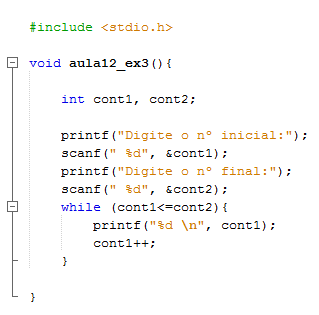 #include <stdio.h>
void aula12_ex3(){
int cont1, cont2;
printf("Digite o nº inicial:");
scanf(" %d", &cont1);
printf("Digite o nº final:");
scanf(" %d", &cont2);
while (cont1<=cont2){
printf("%d \n", cont1);
cont1++;
}
}